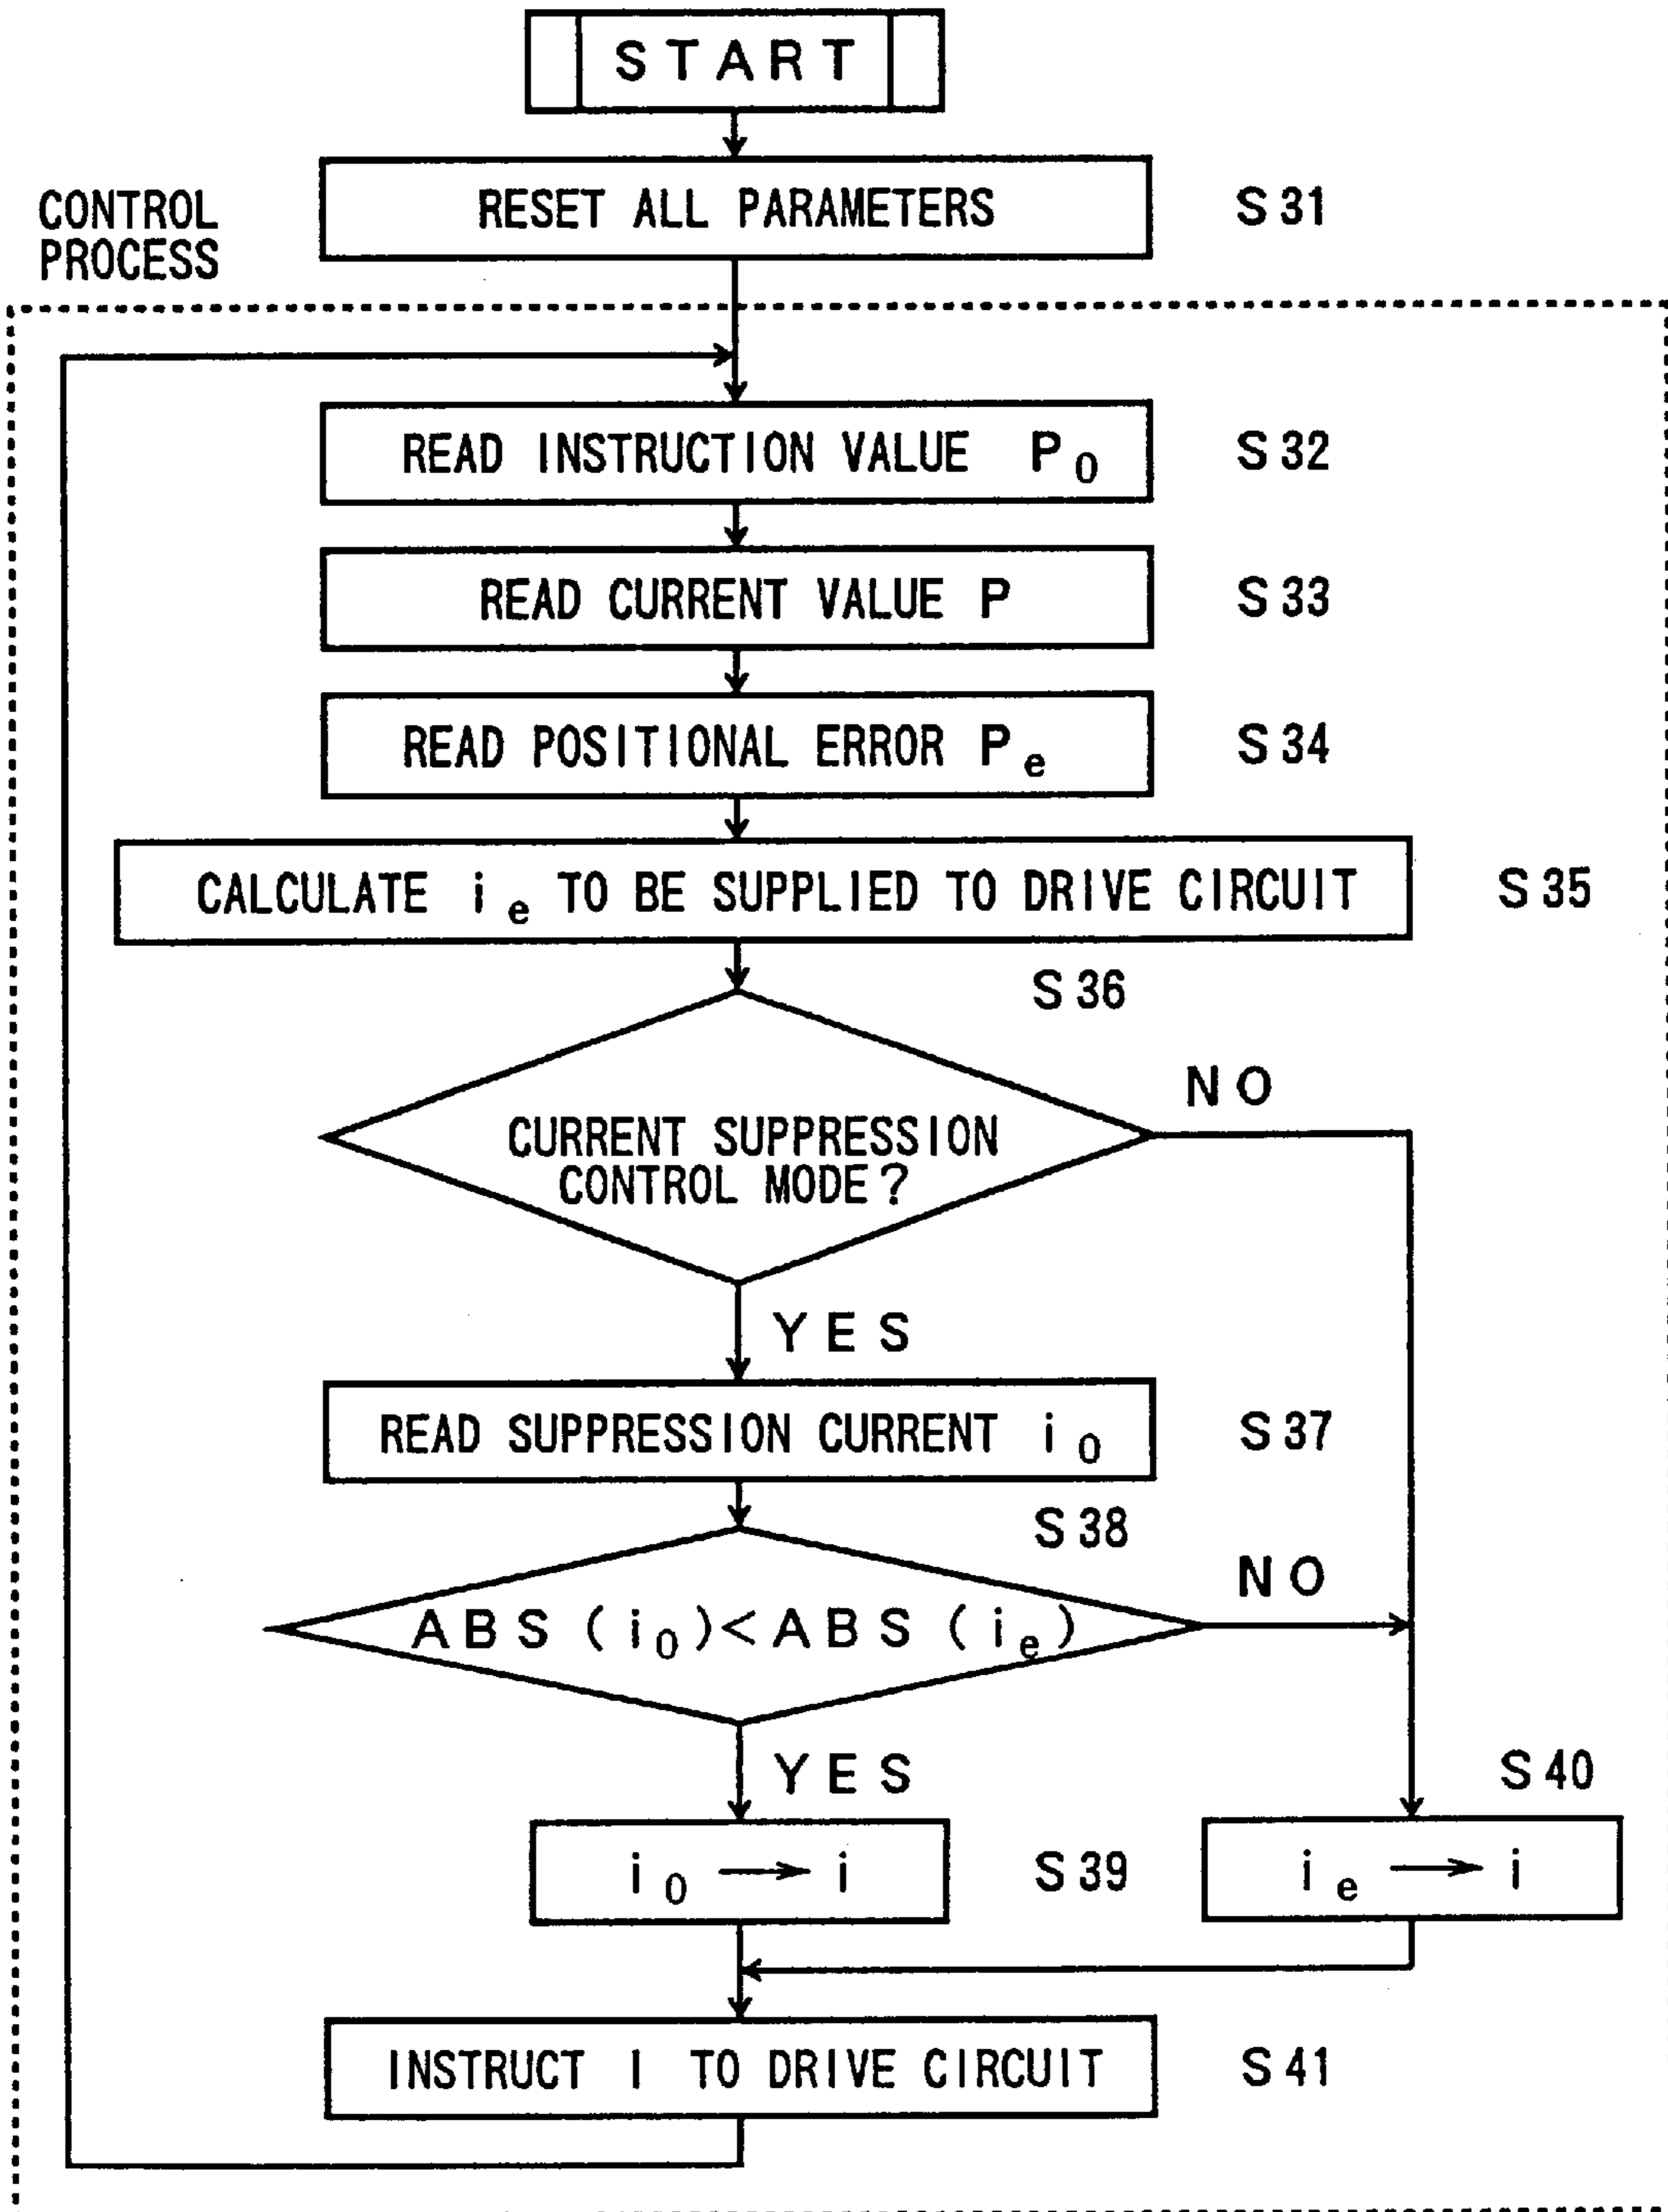 START
CONTROL
PROCESS
RESET ALL PARAMETERS S31
READ INSTRUCTION VALUE P₀ S32
READ CURRENT VALUE P S33
READ POSITIONAL ERROR Pₑ S34
CALCULATE iₑ TO BE SUPPLIED TO DRIVE CIRCUIT S35
S36
NO
CURRENT SUPPRESSION
CONTROL MODE?
YES
READ SUPPRESSION CURRENT i₀ S37
S38
NO
ABS(i₀)<ABS(iₑ)
YES
S40
i₀ → i S39
iₑ → i
INSTRUCT I TO DRIVE CIRCUIT S41